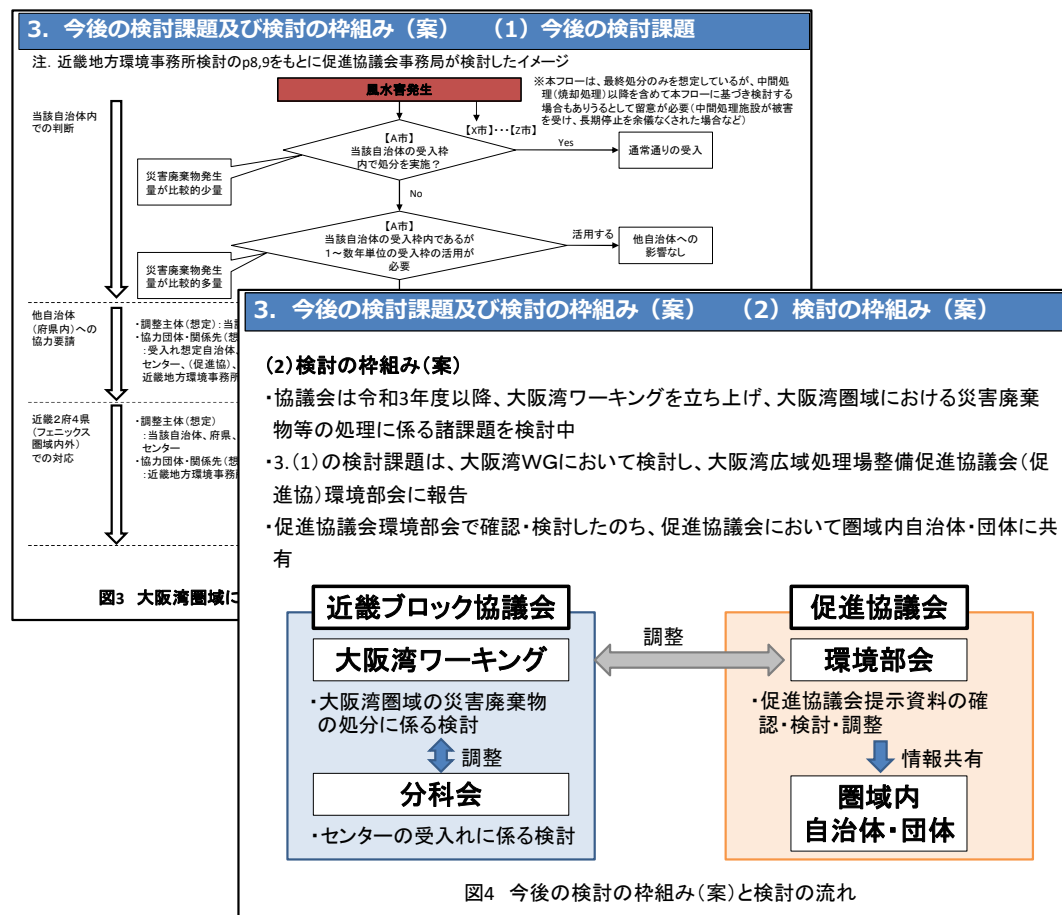 3. 今後の検討課題及び検討の枠組み（案）　（1）今後の検討課題
注. 近畿地方環境事務所検討のp8,9をもとに促進協議会事務局が検討したイメージ
風水害発生
※本フローは、最終処分のみを想定しているが、中間処
理(焼却処理)以降を含めて本フローに基づき検討する
場合もありうるとして留意が必要(中間処理施設が被害
を受け、長期停止を余儀なくされた場合など)
当該自治体内
での判断
【X市】・・・【Z市】
【A市】
当該自治体の受入枠
内で処分を実施？
Yes
通常通りの受入
災害廃棄物発生
量が比較的少量
No
【A市】
当該自治体の受入枠内であるが
1～数年単位の受入枠の活用が
必要
活用する
他自治体への
影響なし
災害廃棄物発生
量が比較的多量
他自治体
(府県内)への
協力要請
・調整主体(想定)：当
・協力団体・関係先(想
：受入れ想定自治体、
センター、(促進協)、
近畿地方環境事務所
近畿2府4県
(フェニックス
圏域内外)
での対応
・調整主体(想定)
：当該自治体、府県、
センター
・協力団体・関係先(想
：近畿地方環境事務所
図3 大阪湾圏域に
3. 今後の検討課題及び検討の枠組み（案）　（2）検討の枠組み（案）
(2)検討の枠組み(案)
・協議会は令和3年度以降、大阪湾ワーキングを立ち上げ、大阪湾圏域における災害廃棄
物等の処理に係る諸課題を検討中
・3.(1)の検討課題は、大阪湾WGにおいて検討し、大阪湾広域処理場整備促進協議会(促
進協)環境部会に報告
・促進協議会環境部会で確認・検討したのち、促進協議会において圏域内自治体・団体に共
有
近畿ブロック協議会
大阪湾ワーキング
・大阪湾圏域の災害廃棄物
の処分に係る検討
調整
分科会
・センターの受入れに係る検討
調整
促進協議会
環境部会
・促進協議会提示資料の確
認・検討・調整
情報共有
圏域内
自治体・団体
図4 今後の検討の枠組み(案)と検討の流れ